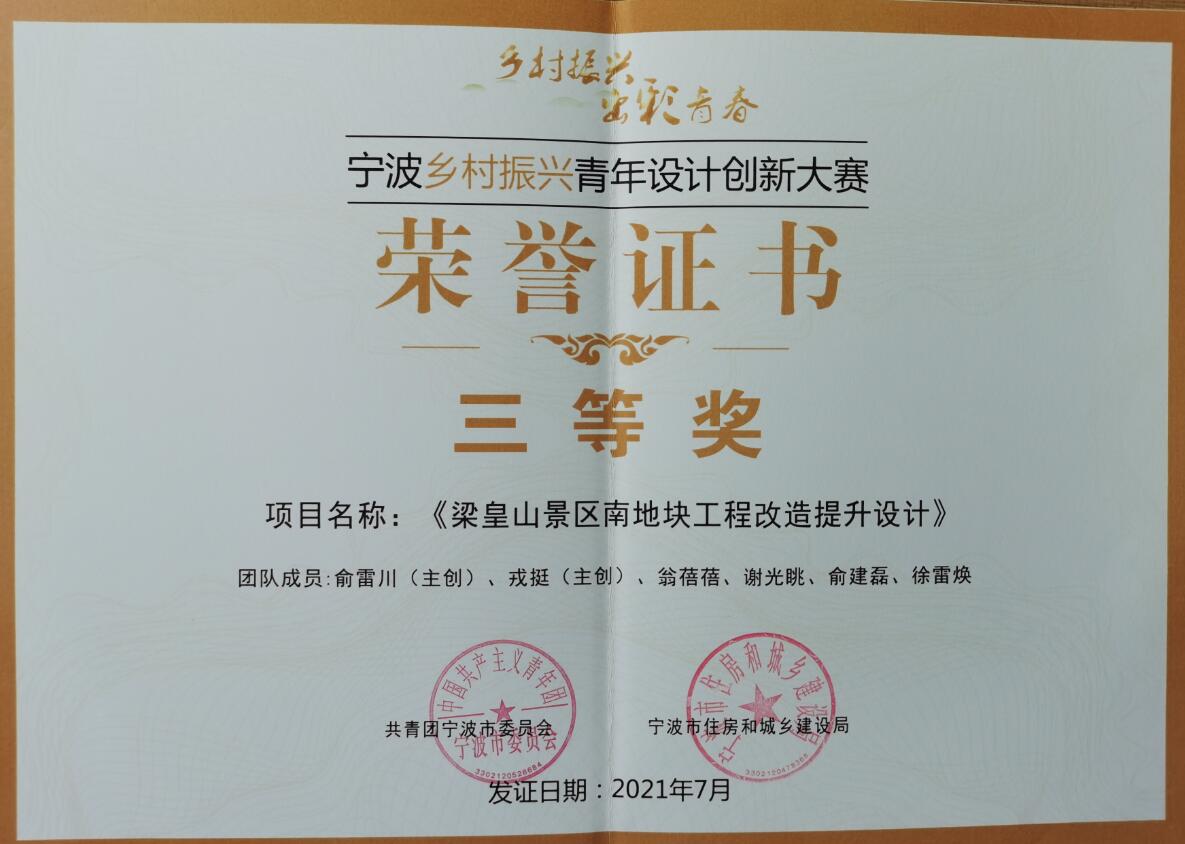 乡村振兴
出彩青春
宁波乡村振兴青年设计创新大赛
荣誉证书
三等奖
项目名称：《梁皇山景区南地块工程改造提升设计》
团队成员:俞雷川（主创）、戎挺（主创）、翁蓓蓓、谢光眺、俞建磊、徐雷焕
中国共产主义青年团
宁波市委员会
3302120526684
共青团宁波市委员会
宁波市住房和城乡建设局
宁波市住房和城乡建设局
发证日期：2021年7月